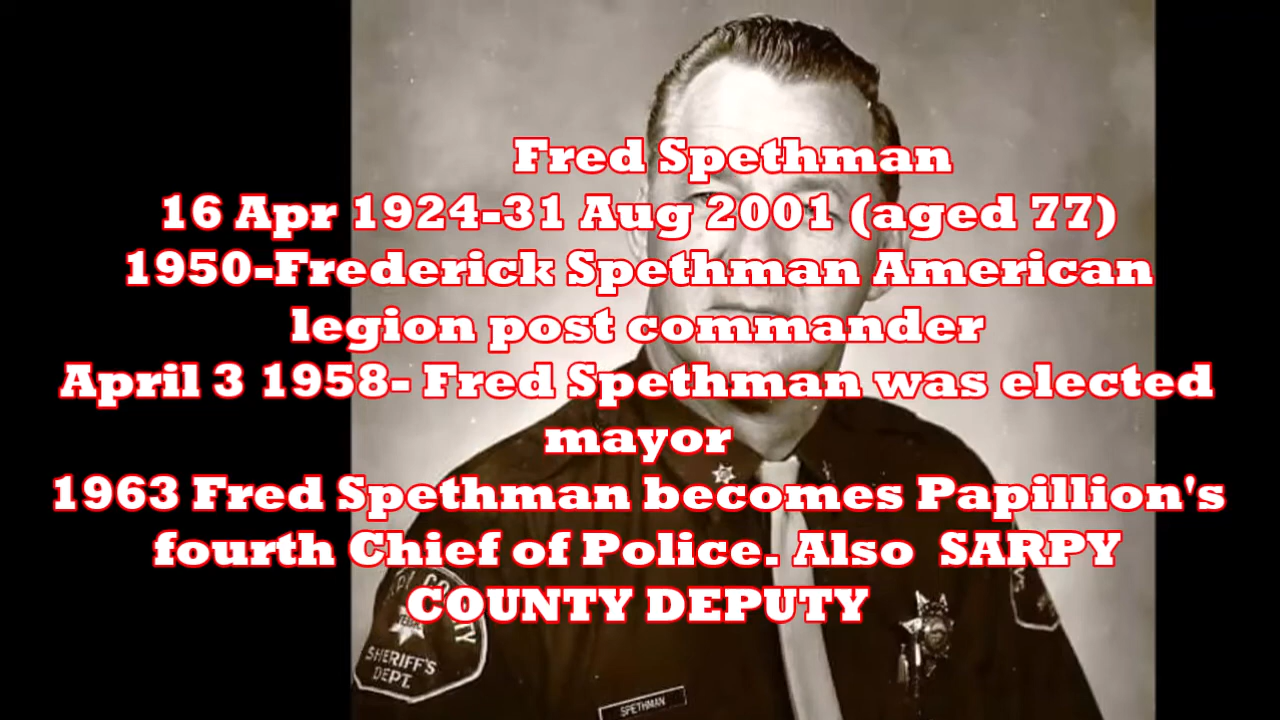 Fred Spethman
16 Apr 1924-31 Aug 2001 (aged 77)
1950-Frederick Spethman American
legion post commander
April 3 1958- Fred Spethman was elected
mayor
1963 Fred Spethman becomes Papillion's
fourth Chief of Police. Also  SARPY
COUNTY DEPUTY
SHERIFF'S
DEPT.
SPETHMAN